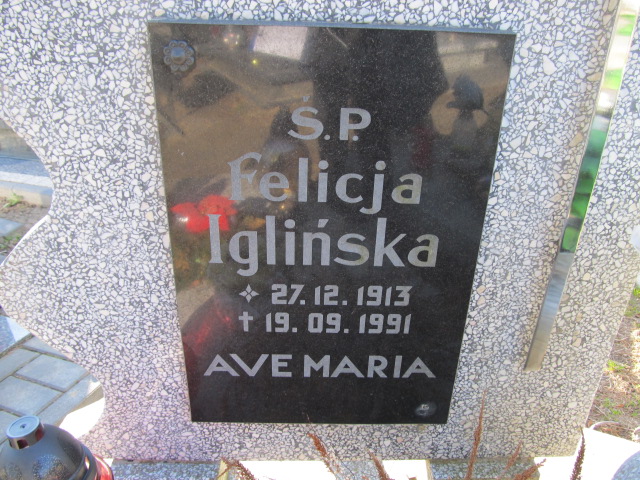 Ś.P.
Felicja
Iglińska
✧ 27.12.1913
✝ 19.09.1991
AVE MARIA